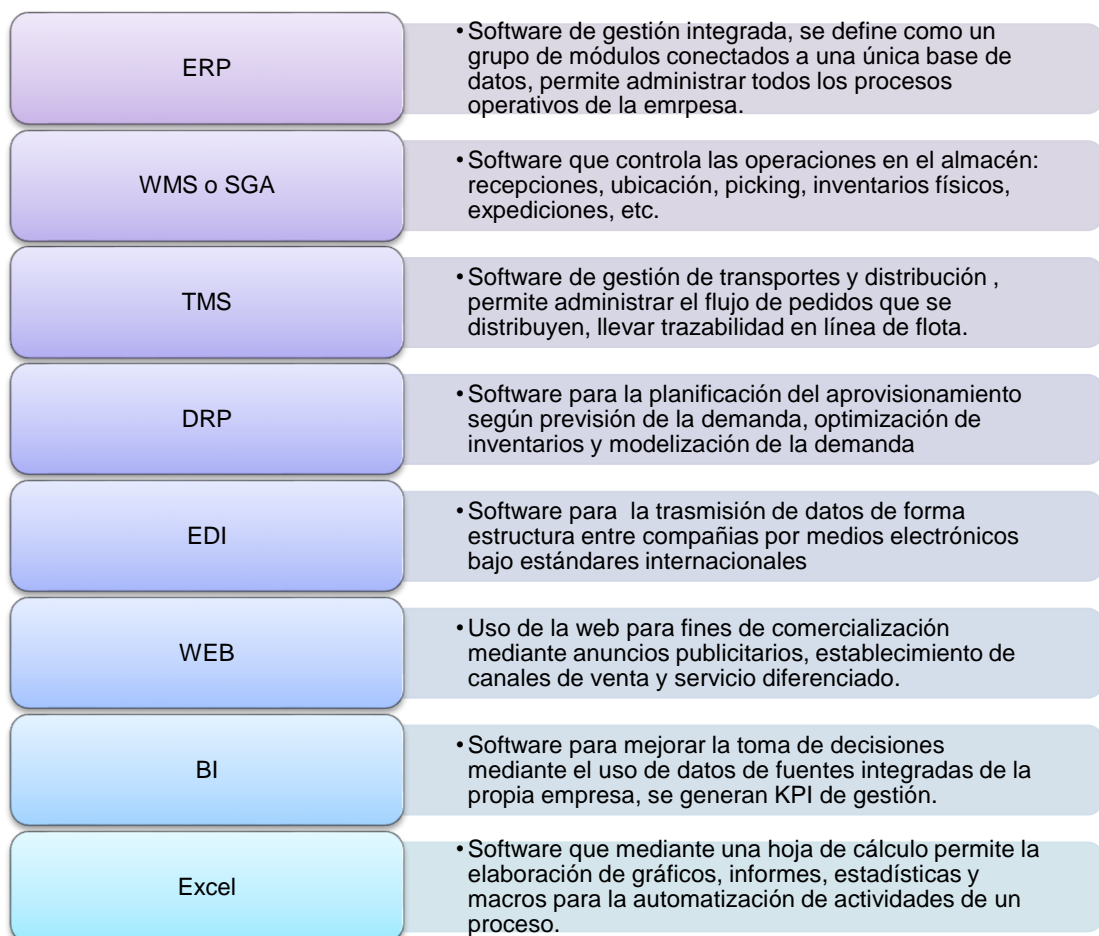 ERP
•Software de gestión integrada, se define como un
grupo de módulos conectados a una única base de
datos, permite administrar todos los procesos
operativos de la emrpesa.
WMS o SGA
•Software que controla las operaciones en el almacén:
recepciones, ubicación, picking, inventarios físicos,
expediciones, etc.
TMS
•Software de gestión de transportes y distribución ,
permite administrar el flujo de pedidos que se
distribuyen, llevar trazabilidad en línea de flota.
DRP
•Software para la planificación del aprovisionamiento
según previsión de la demanda, optimización de
inventarios y modelización de la demanda
EDI
•Software para  la trasmisión de datos de forma
estructura entre compañias por medios electrónicos
bajo estándares internacionales
WEB
•Uso de la web para fines de comercialización
mediante anuncios publicitarios, establecimiento de
canales de venta y servicio diferenciado.
BI
•Software para mejorar la toma de decisiones
mediante el uso de datos de fuentes integradas de la
propia empresa, se generan KPI de gestión.
Excel
•Software que mediante una hoja de cálculo permite la
elaboración de gráficos, informes, estadísticas y
macros para la automatización de actividades de un
proceso.